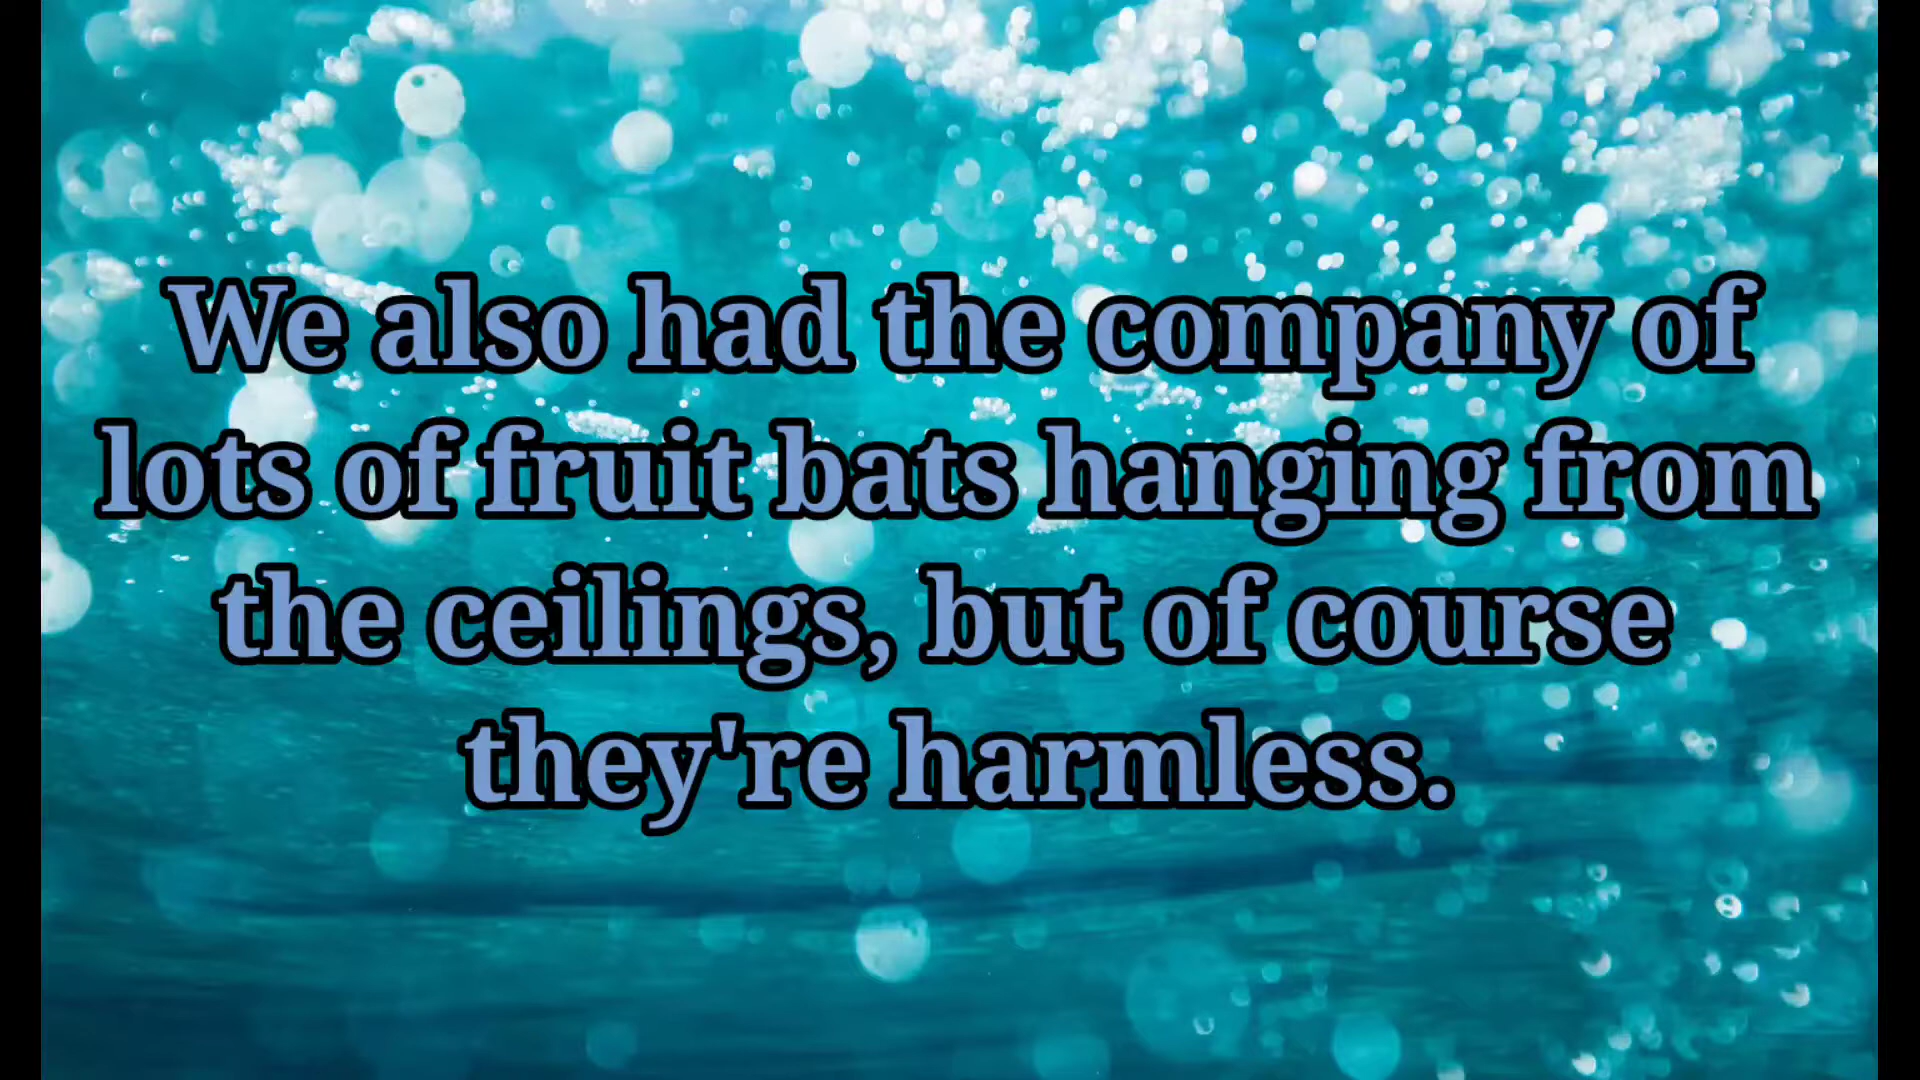 We also had the company of
lots of fruit bats hanging from
the ceilings, but of course
they're harmless.